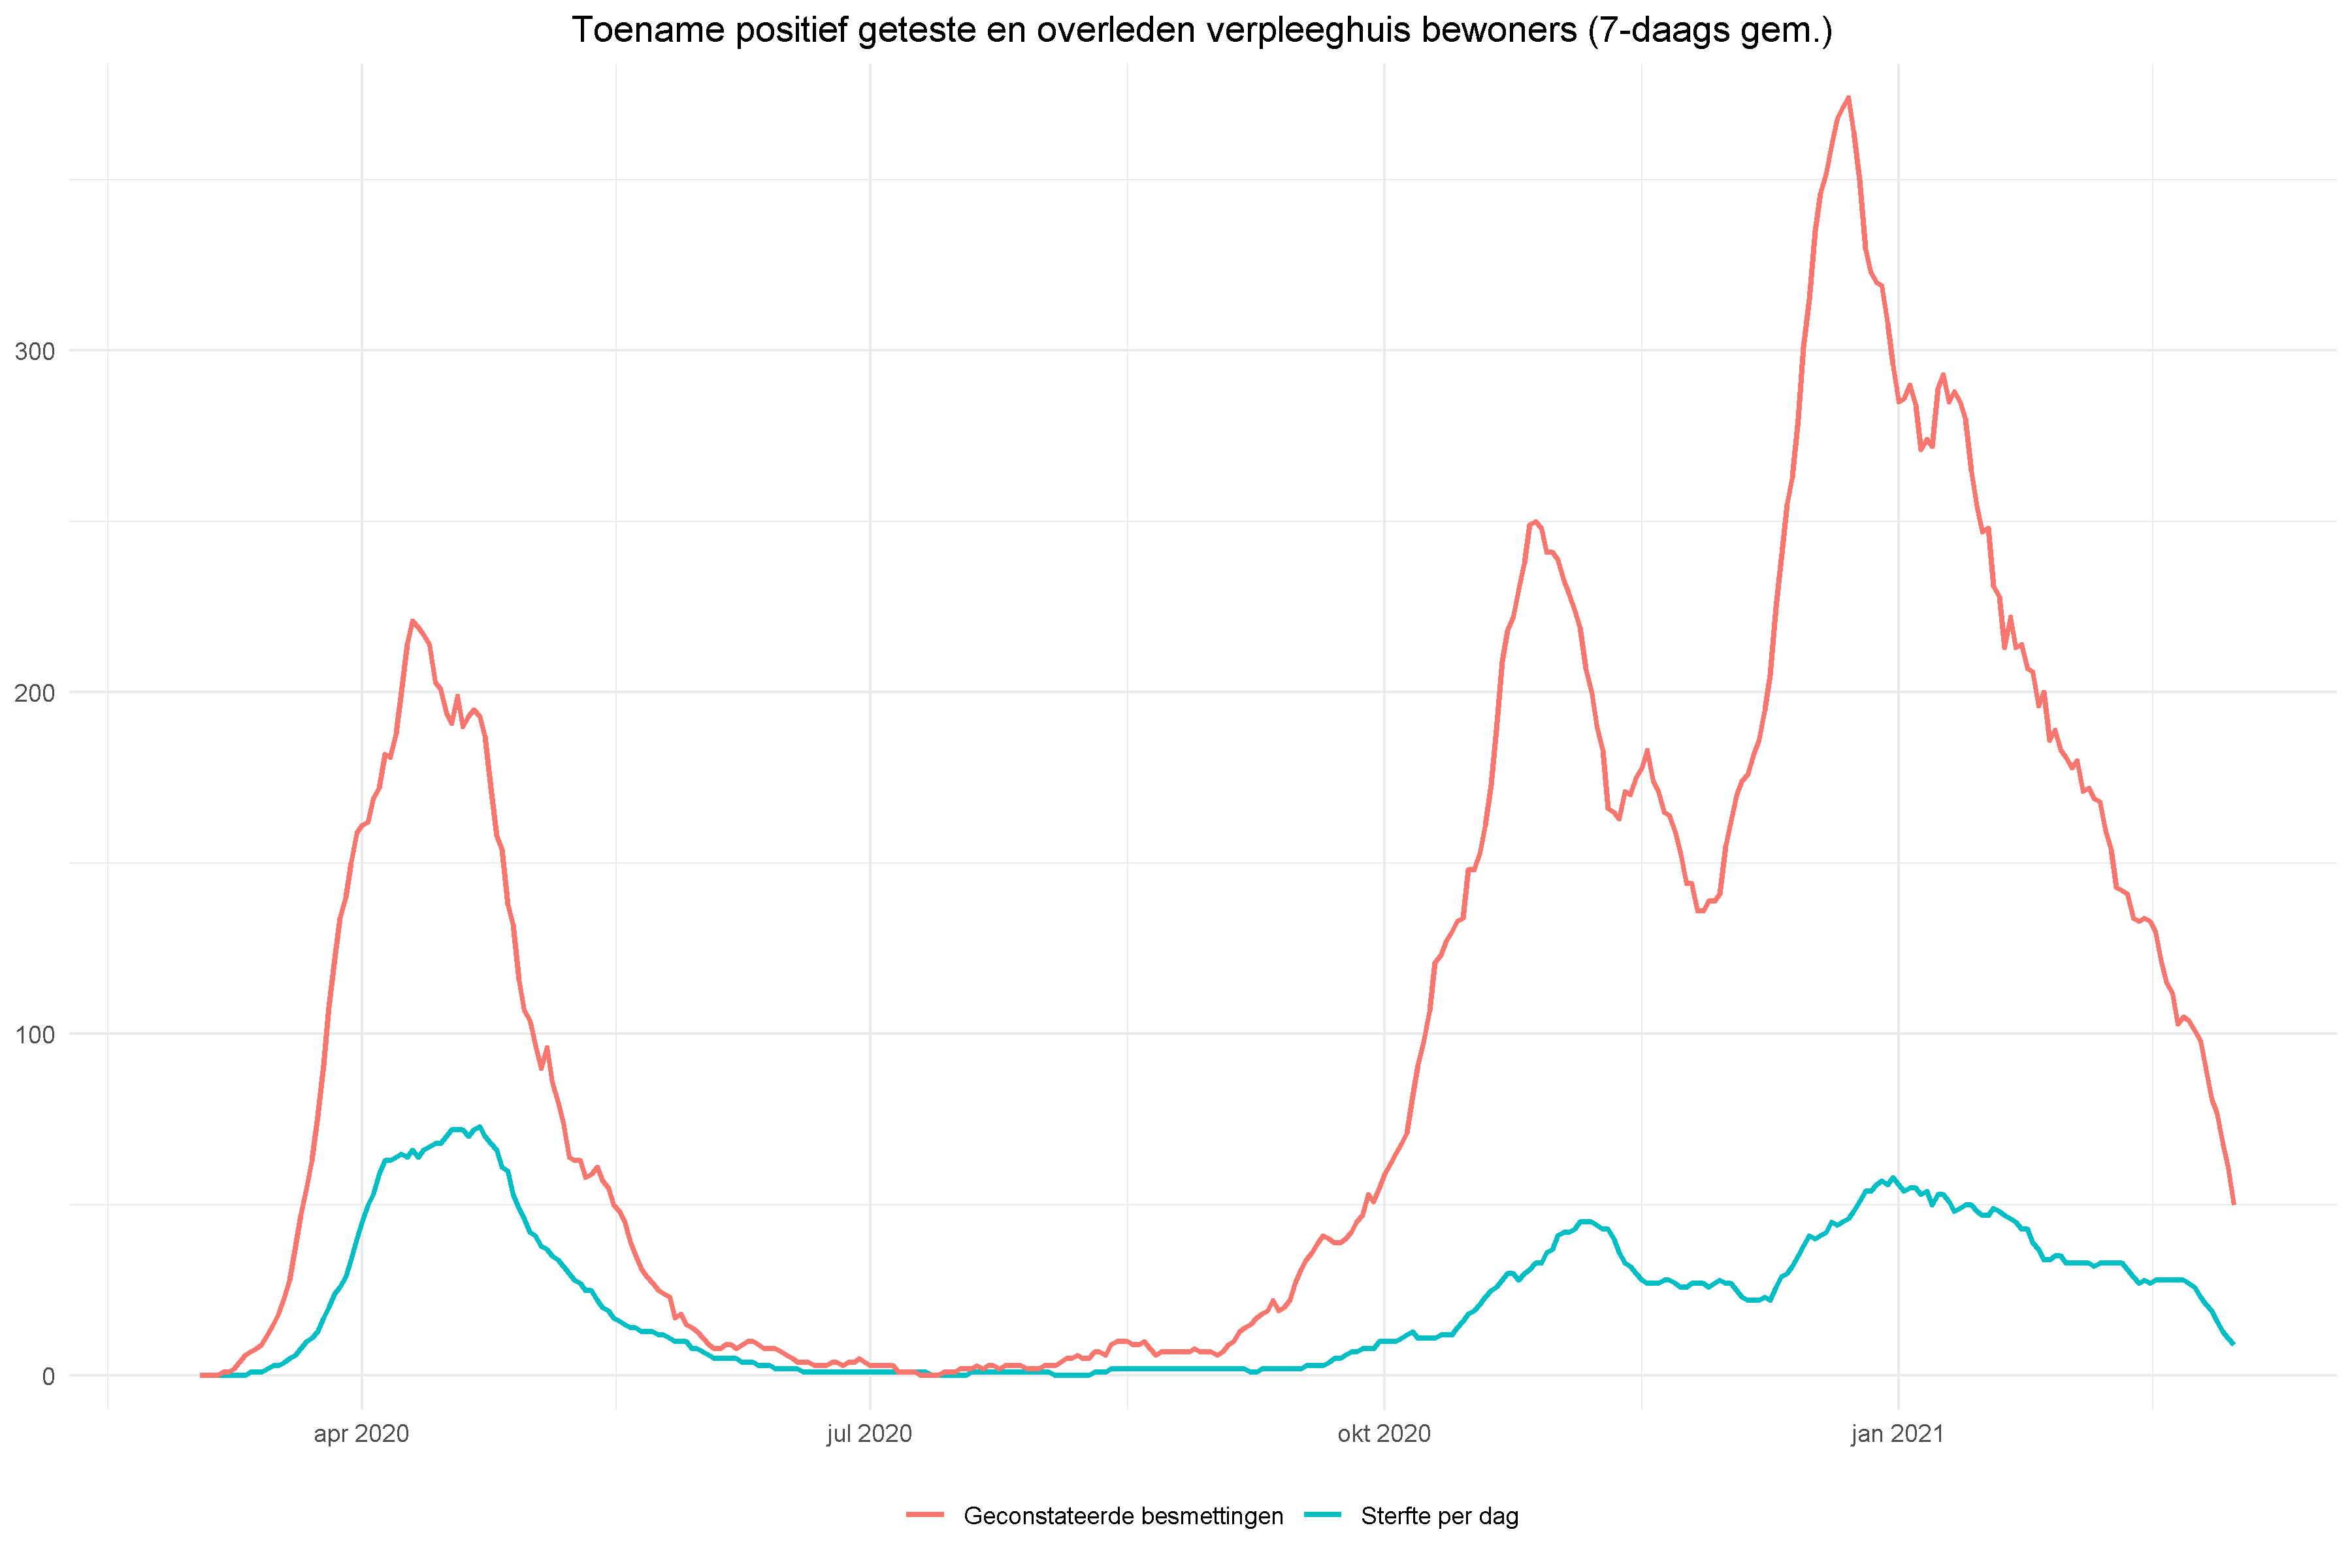 Toename positief geteste en overleden verpleeghuis bewoners (7-daags gem.)
300
200
100
0
apr 2020 jul 2020 okt 2020 jan 2021
Geconstateerde besmettingen Sterfte per dag